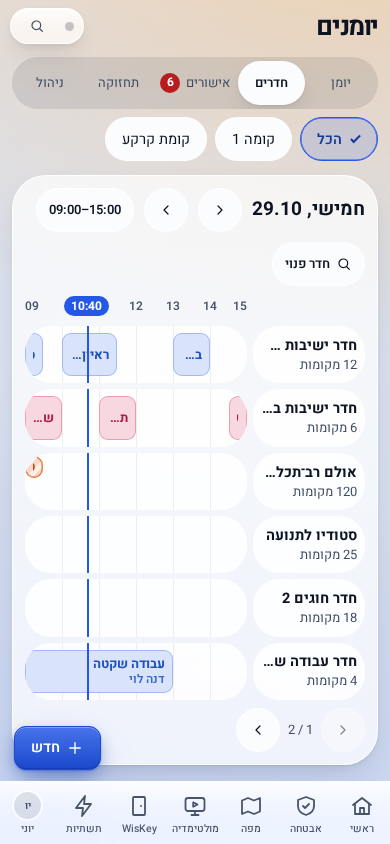 יומנים
יומן
חדרים
אישורים 6
תחזוקה
ניהול
הכל
קומה 1
קומת קרקע
חמישי, 29.10
09:00–15:00
חדר פנוי
09 10:40 12 13 14 15
חדר ישיבות ...
12 מקומות
ב...
ראיון...
חדר ישיבות ב...
6 מקומות
ת...
ש...
אולם רב־תכל...
120 מקומות
סטודיו לתנועה
25 מקומות
חדר חוגים 2
18 מקומות
חדר עבודה ש...
4 מקומות
עבודה שקטה
דנה לוי
1 / 2
חדש
ראשי
אבטחה
מפה
מולטימדיה
WisKey
תשתיות
יו
יוני